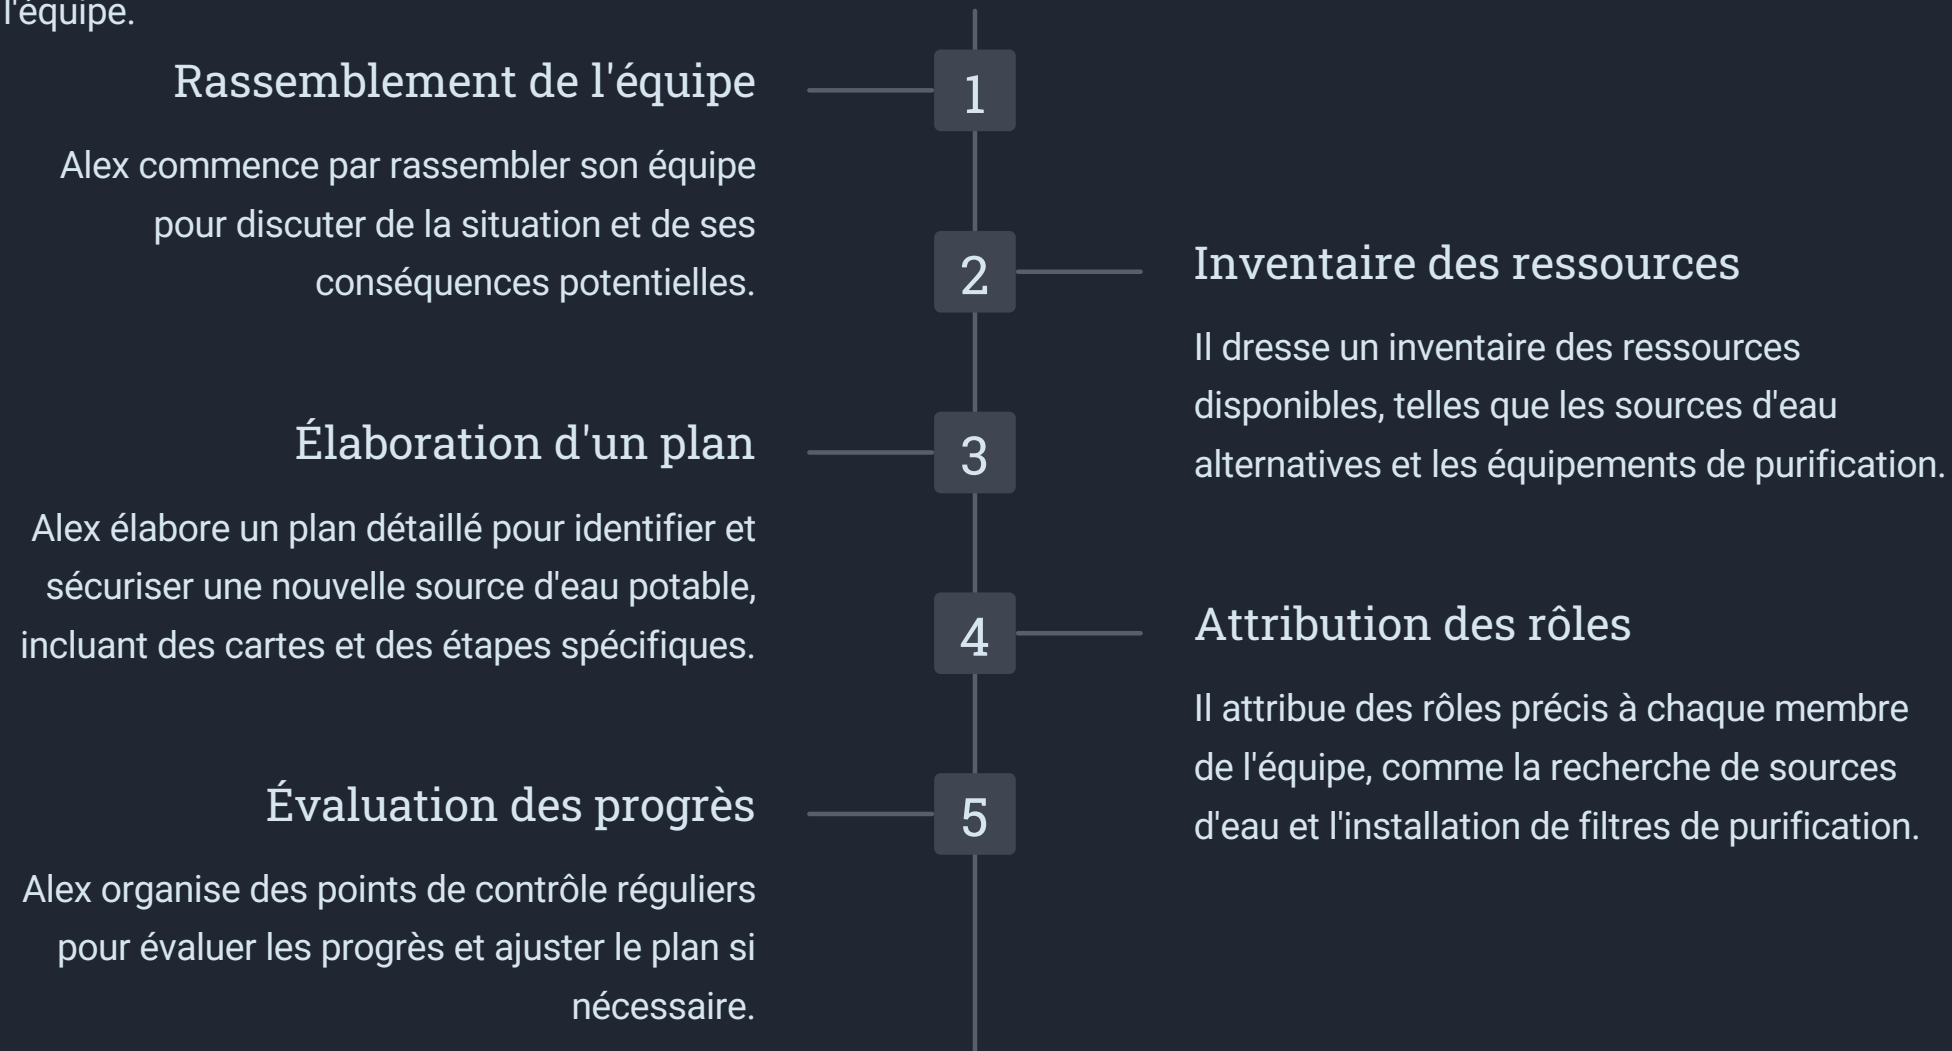 l'équipe.
Rassemblement de l'équipe
1
Alex commence par rassembler son équipe
pour discuter de la situation et de ses
conséquences potentielles.
2
Inventaire des ressources
Il dresse un inventaire des ressources
disponibles, telles que les sources d'eau
alternatives et les équipements de purification.
Élaboration d'un plan
3
Alex élabore un plan détaillé pour identifier et
sécuriser une nouvelle source d'eau potable,
incluant des cartes et des étapes spécifiques.
4
Attribution des rôles
Il attribue des rôles précis à chaque membre
de l'équipe, comme la recherche de sources
d'eau et l'installation de filtres de purification.
Évaluation des progrès
5
Alex organise des points de contrôle réguliers
pour évaluer les progrès et ajuster le plan si
nécessaire.